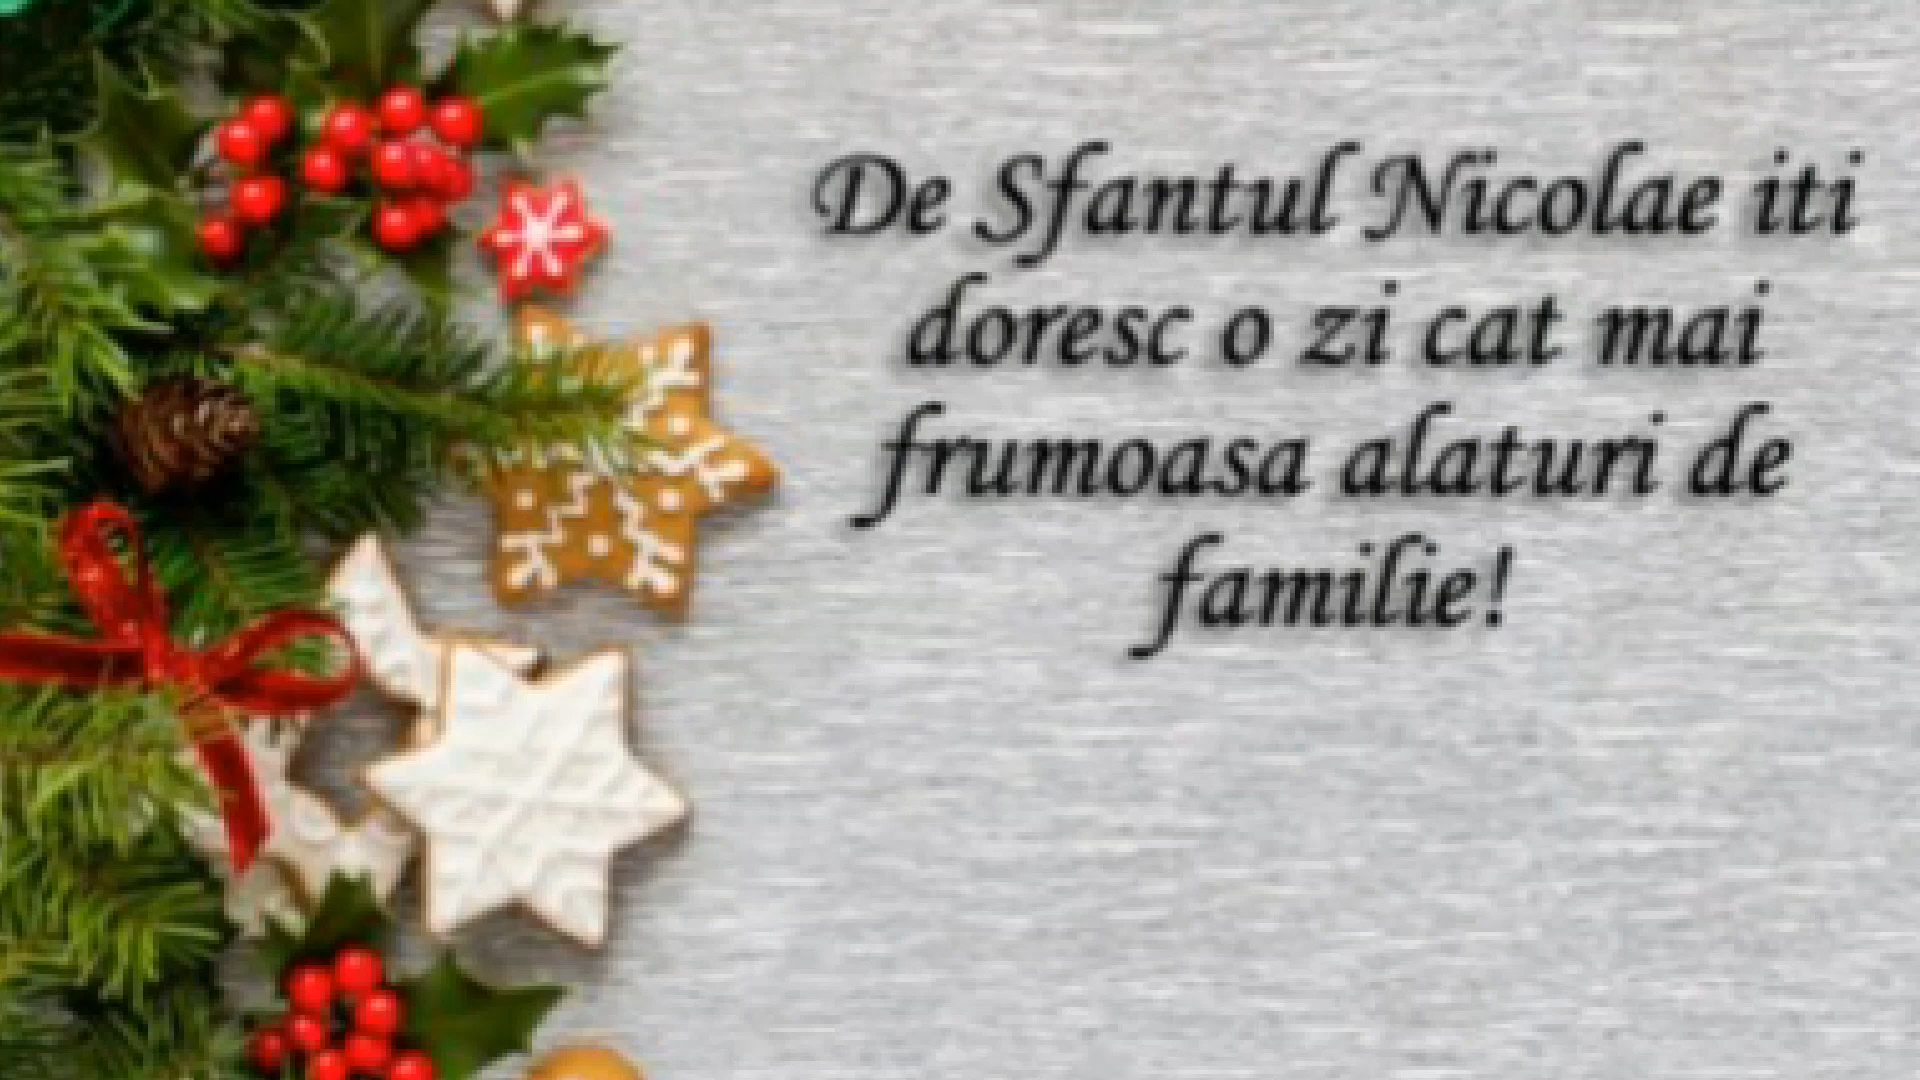 De Sfantul Nicolae iti
doresc o zi cat mai
frumoasa alaturi de
familie!